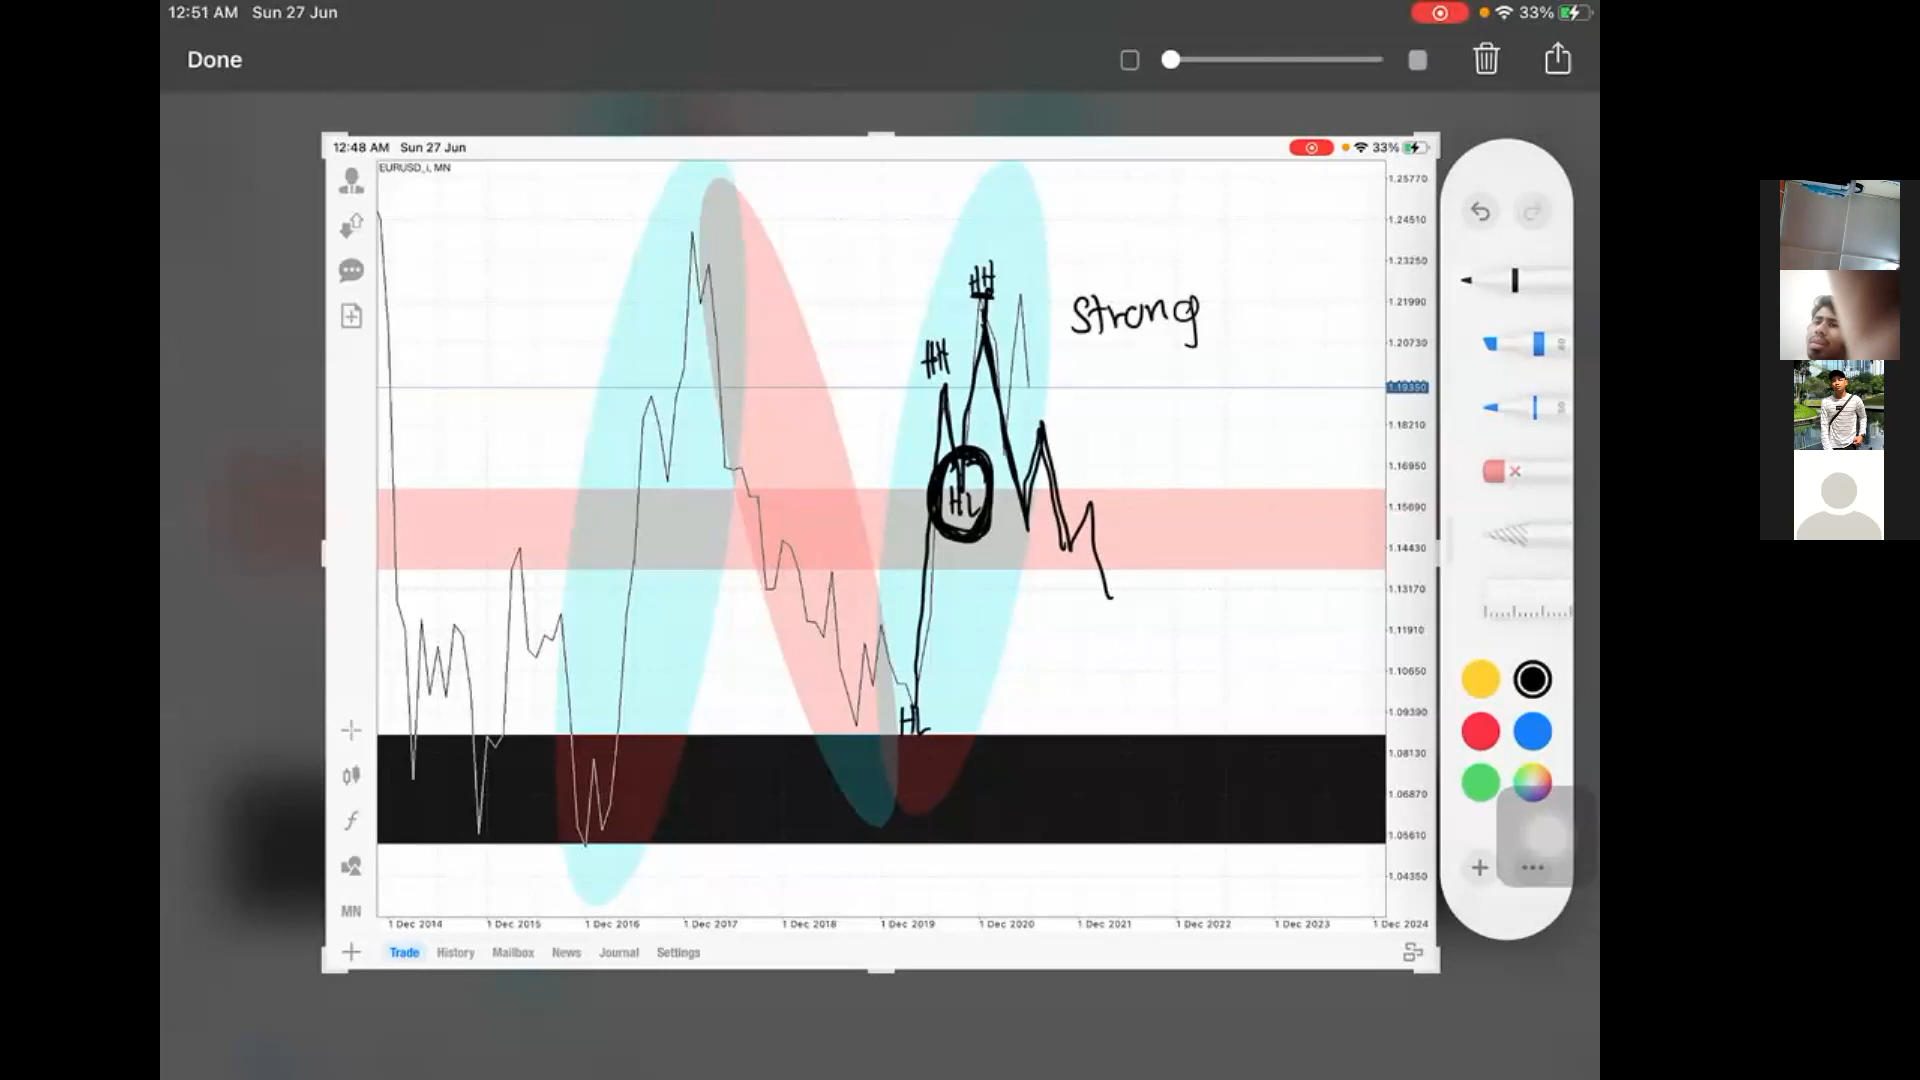 12:51 AM Sun 27 Jun
33%
Done
12:48 AM Sun 27 Jun
33%
EURUSD_i, MN
1.25770
1.24510
1.23250
1.21990
1.20730
1.19350
1.18210
1.16950
1.15690
1.14430
1.13170
1.11910
1.10650
1.09390
1.08130
1.06870
1.05610
1.04350
HH
HH
Strong
HL
HL
MN
1 Dec 2014
1 Dec 2015
1 Dec 2016
1 Dec 2017
1 Dec 2018
1 Dec 2019
1 Dec 2020
1 Dec 2021
1 Dec 2022
1 Dec 2023
1 Dec 2024
Trade
History
Mailbox
News
Journal
Settings